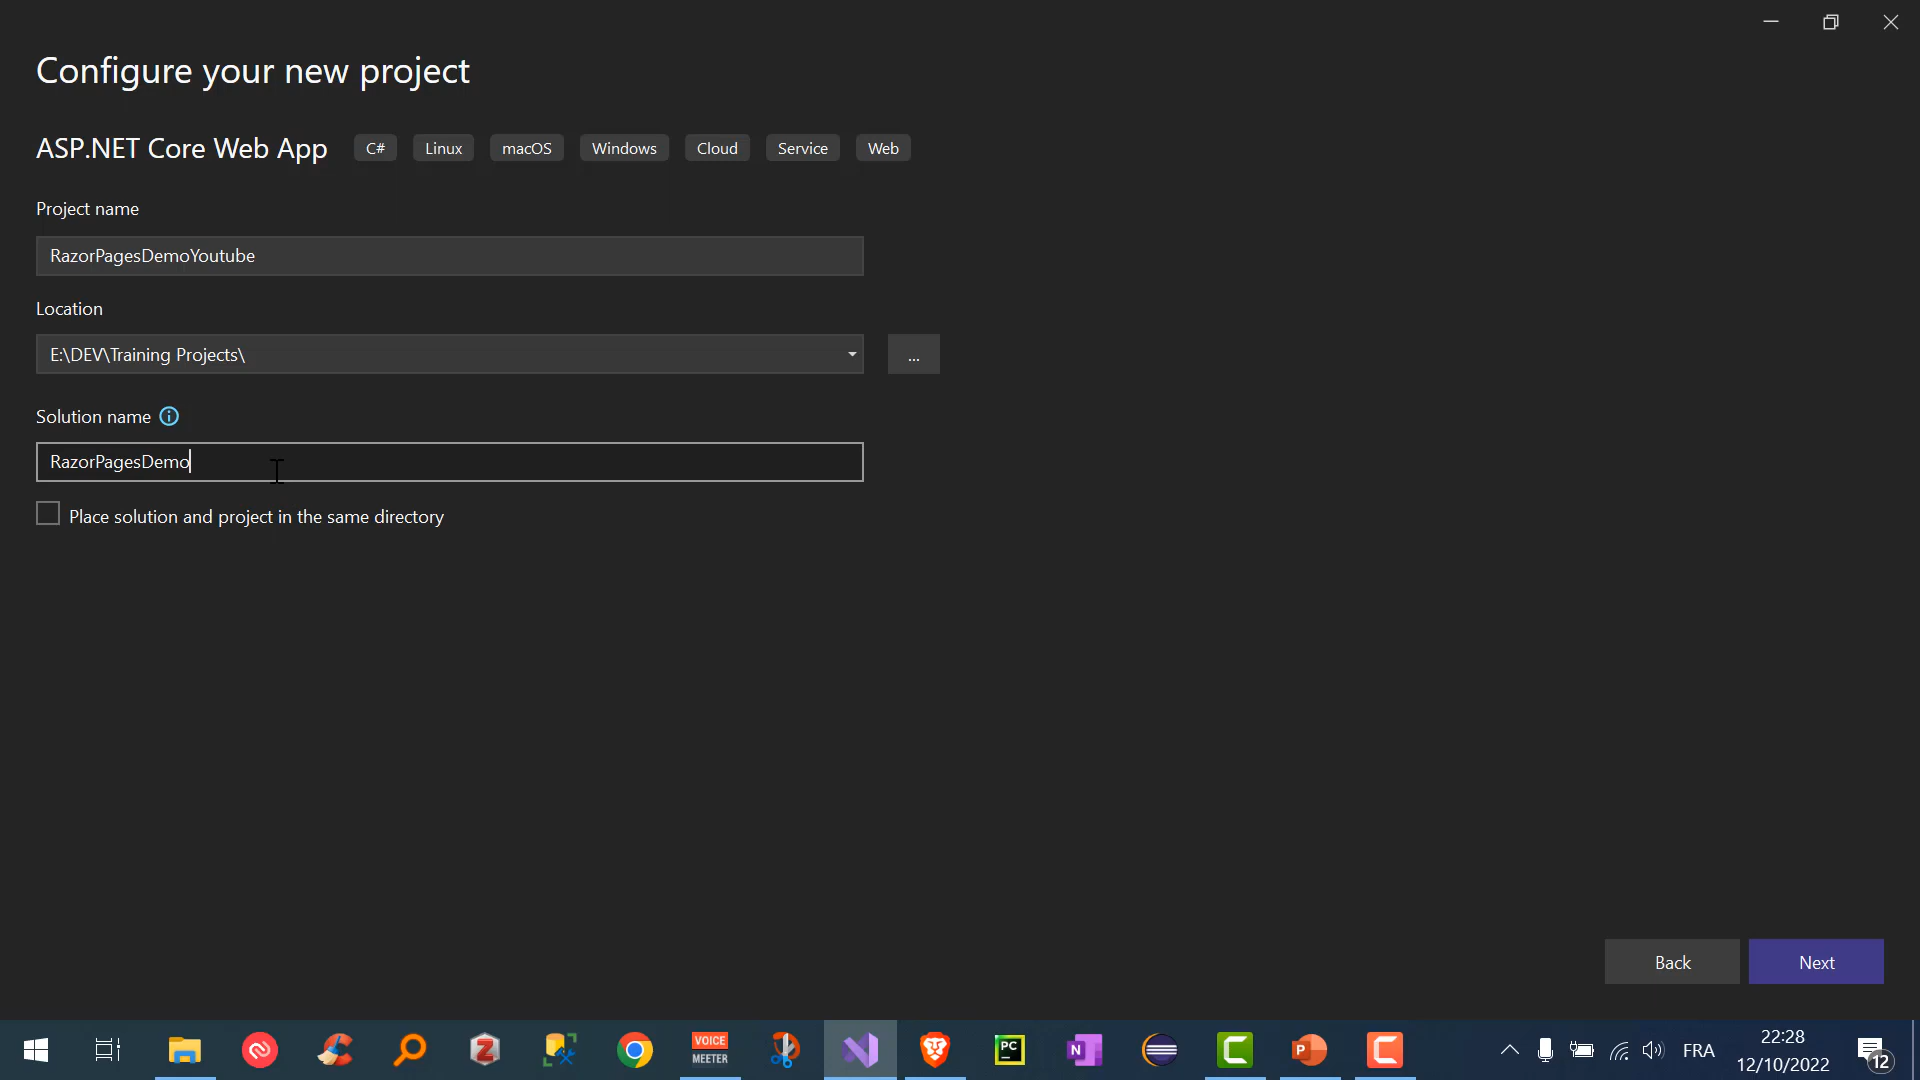 Configure your new project
ASP.NET Core Web App C# Linux macOS Windows Cloud Service Web
Project name
RazorPagesDemoYoutube
Location
E:\DEV\Training Projects\
...
Solution name
RazorPagesDemo
Place solution and project in the same directory
Back Next
VOICE
MEETER
PC
N
P
Z
FRA
22:28
12/10/2022
12